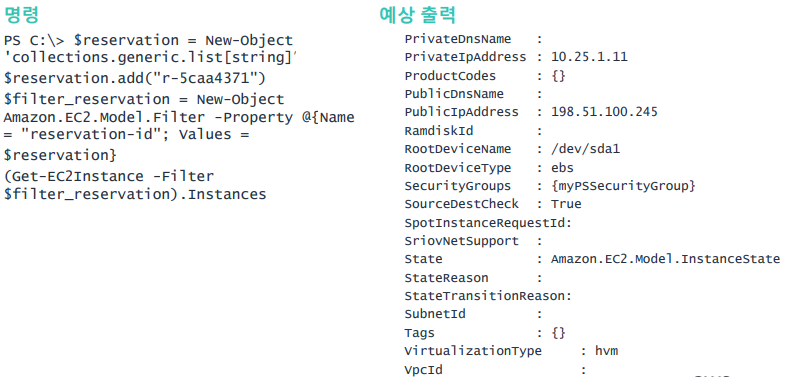 명령
PS C:\> $reservation = New-Object
'collections.generic.list[string]'
$reservation.add("r-5caa4371")
$filter_reservation = New-Object
Amazon.EC2.Model.Filter -Property @{Name
= "reservation-id"; Values =
$reservation}
(Get-EC2Instance -Filter
$filter_reservation).Instances
예상 출력
PrivateDnsName :
PrivateIpAddress : 10.25.1.11
ProductCodes : {}
PublicDnsName :
PublicIpAddress : 198.51.100.245
RamdiskId :
RootDeviceName : /dev/sda1
RootDeviceType : ebs
SecurityGroups : {myPSSecurityGroup}
SourceDestCheck : True
SpotInstanceRequestId:
SriovNetSupport :
State : Amazon.EC2.Model.InstanceState
StateReason :
StateTransitionReason:
SubnetId :
Tags : {}
VirtualizationType : hvm
VpcId :